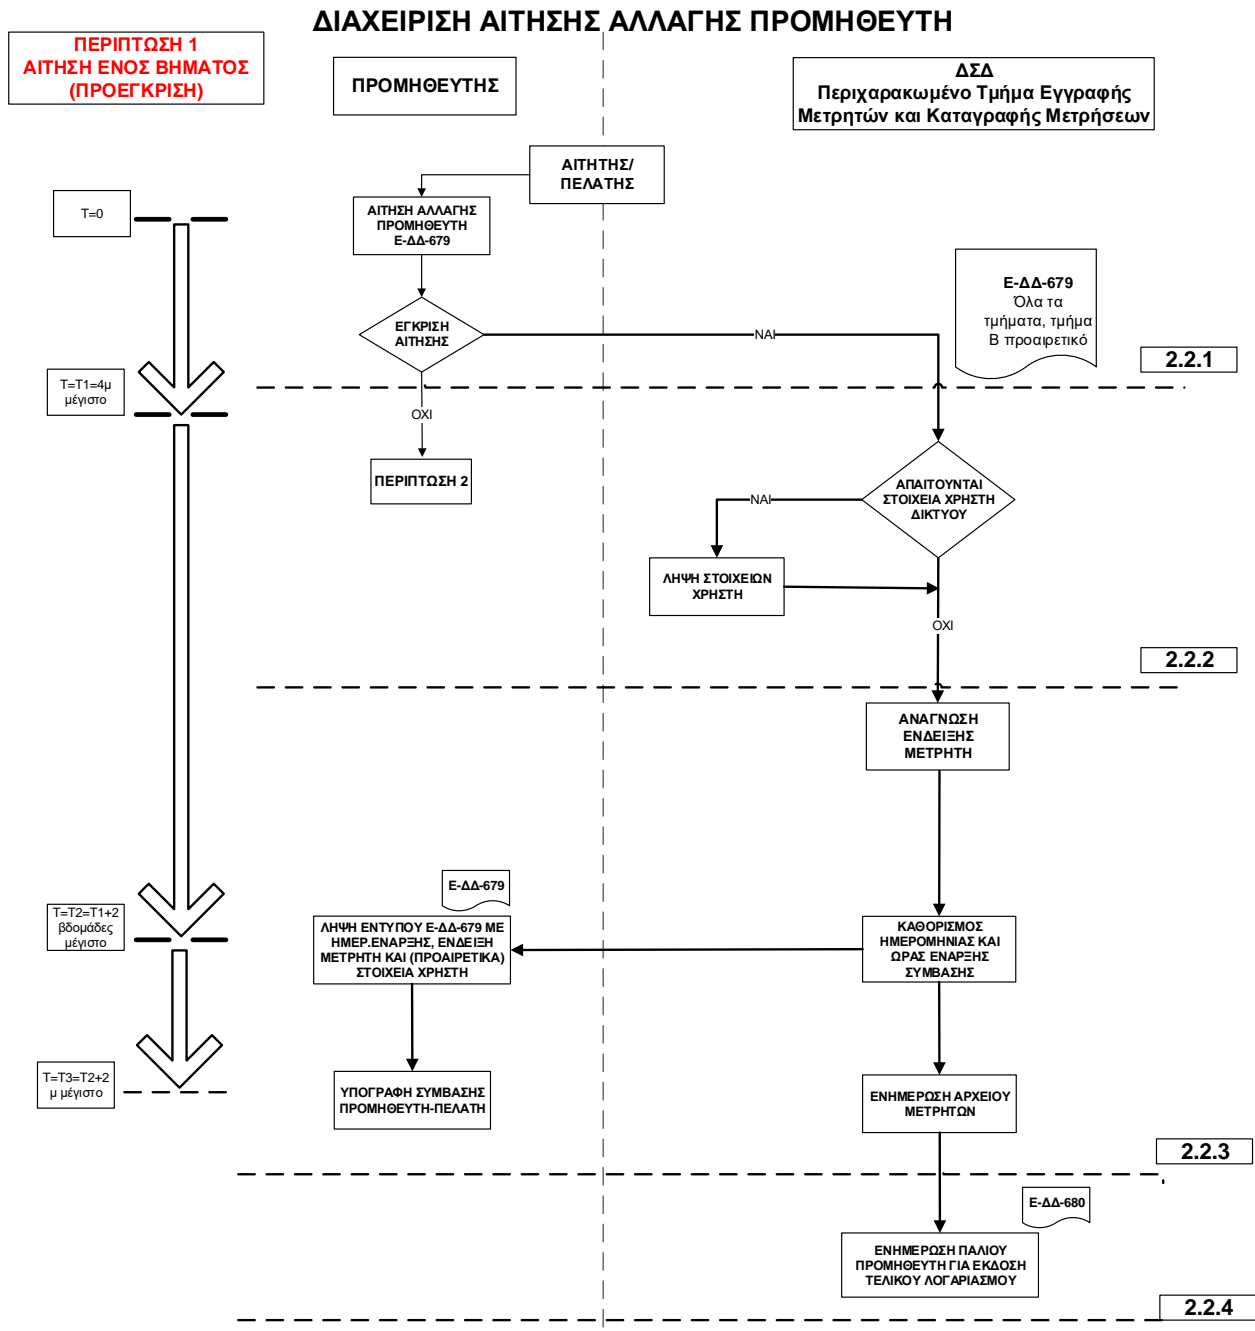 ΔΙΑΧΕΙΡΙΣΗ ΑΙΤΗΣΗΣ ΑΛΛΑΓΗΣ ΠΡΟΜΗΘΕΥΤΗ
ΠΕΡΙΠΤΩΣΗ 1
ΑΙΤΗΣΗ ΕΝΟΣ ΒΗΜΑΤΟΣ
(ΠΡΟΕΓΚΡΙΣΗ)
ΠΡΟΜΗΘΕΥΤΗΣ
ΔΣΔ
Περιχαρακωμένο Τμήμα Εγγραφής
Μετρητών και Καταγραφής Μετρήσεων
ΑΙΤΗΤΗΣ/
ΠΕΛΑΤΗΣ
T=0
ΑΙΤΗΣΗ ΑΛΛΑΓΗΣ
ΠΡΟΜΗΘΕΥΤΗ
Ε-ΔΔ-679
Ε-ΔΔ-679
Όλα τα
τμήματα, τμήμα
Β προαιρετικό
ΕΓΚΡΙΣΗ
ΑΙΤΗΣΗΣ
ΝΑΙ
2.2.1
T=T1=4μ
μέγιστο
ΟΧΙ
ΠΕΡΙΠΤΩΣΗ 2
ΑΠΑΙΤΟΥΝΤΑΙ
ΣΤΟΙΧΕΙΑ ΧΡΗΣΤΗ
ΔΙΚΤΥΟΥ
ΝΑΙ
ΛΗΨΗ ΣΤΟΙΧΕΙΩΝ
ΧΡΗΣΤΗ
ΟΧΙ
2.2.2
ΑΝΑΓΝΩΣΗ
ΕΝΔΕΙΞΗΣ
ΜΕΤΡΗΤΗ
Ε-ΔΔ-679
T=T2=T1+2
βδομάδες
μέγιστο
ΛΗΨΗ ΕΝΤΥΠΟΥ Ε-ΔΔ-679 ΜΕ
ΗΜΕΡ.ΕΝΑΡΞΗΣ, ΕΝΔΕΙΞΗ
ΜΕΤΡΗΤΗ ΚΑΙ (ΠΡΟΑΙΡΕΤΙΚΑ)
ΣΤΟΙΧΕΙΑ ΧΡΗΣΤΗ
ΚΑΘΟΡΙΣΜΟΣ
ΗΜΕΡΟΜΗΝΙΑΣ ΚΑΙ
ΩΡΑΣ ΕΝΑΡΞΗΣ
ΣΥΜΒΑΣΗΣ
T=T3=T2+2
μ μέγιστο
ΥΠΟΓΡΑΦΗ ΣΥΜΒΑΣΗΣ
ΠΡΟΜΗΘΕΥΤΗ-ΠΕΛΑΤΗ
ΕΝΗΜΕΡΩΣΗ ΑΡΧΕΙΟΥ
ΜΕΤΡΗΤΩΝ
2.2.3
Ε-ΔΔ-680
ΕΝΗΜΕΡΩΣΗ ΠΑΛΙΟΥ
ΠΡΟΜΗΘΕΥΤΗ ΓΙΑ ΕΚΔΟΣΗ
ΤΕΛΙΚΟΥ ΛΟΓΑΡΙΑΣΜΟΥ
2.2.4